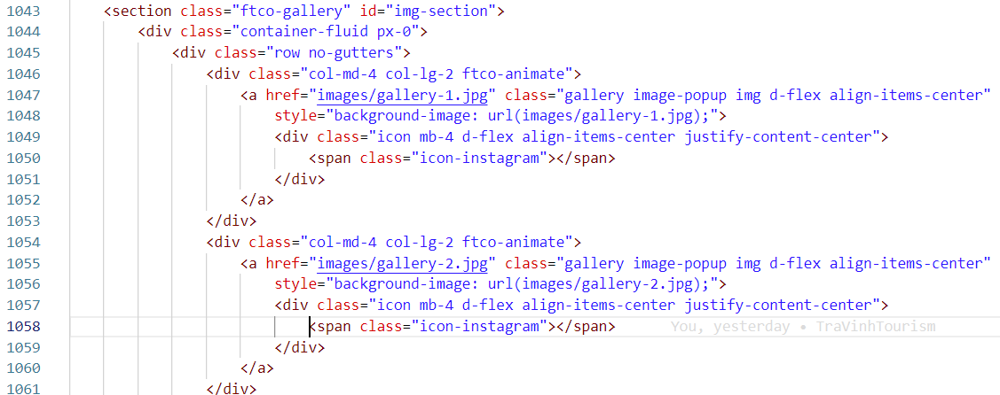 1043 <section class="ftco-gallery" id="img-section">
1044 <div class="container-fluid px-0">
1045 <div class="row no-gutters">
1046 <div class="col-md-4 col-lg-2 ftco-animate">
1047 <a href="images/gallery-1.jpg" class="gallery image-popup img d-flex align-items-center"
1048 style="background-image: url(images/gallery-1.jpg);">
1049 <div class="icon mb-4 d-flex align-items-center justify-content-center">
1050 <span class="icon-instagram"></span>
1051 </div>
1052 </a>
1053 </div>
1054 <div class="col-md-4 col-lg-2 ftco-animate">
1055 <a href="images/gallery-2.jpg" class="gallery image-popup img d-flex align-items-center"
1056 style="background-image: url(images/gallery-2.jpg);">
1057 <div class="icon mb-4 d-flex align-items-center justify-content-center">
1058 <span class="icon-instagram"></span> You, yesterday • TraVinhTourism
1059 </div>
1060 </a>
1061 </div>